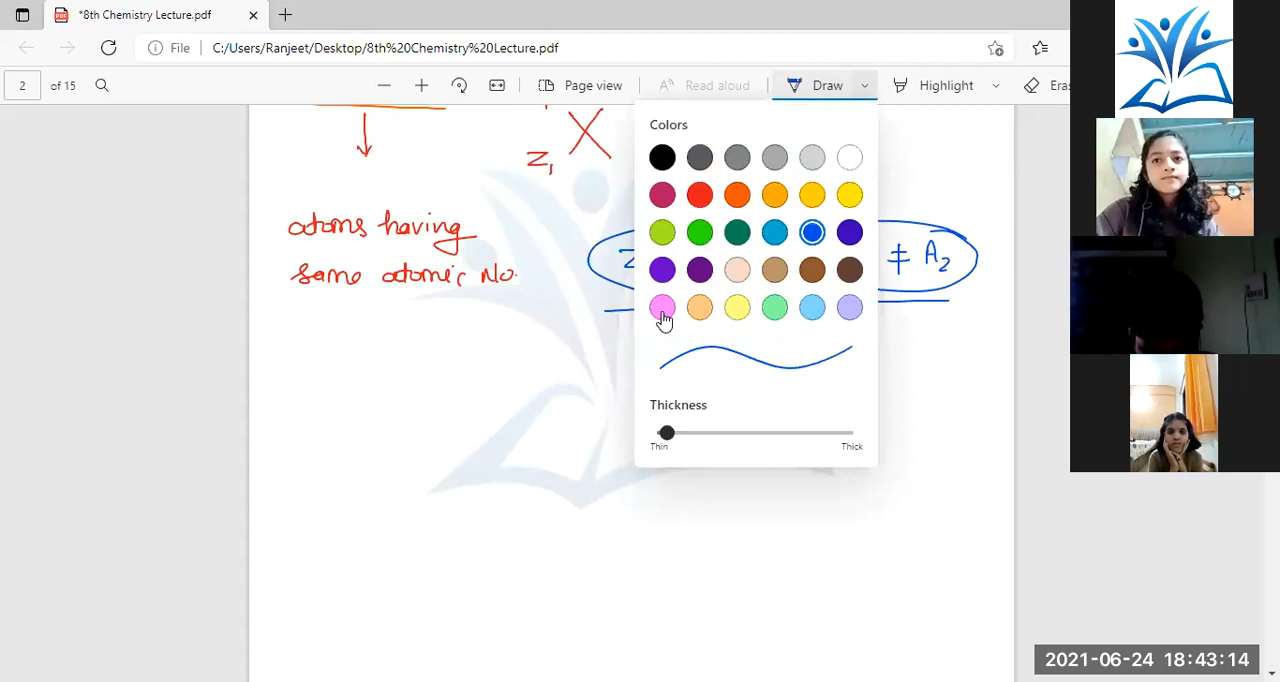 *8th Chemistry Lecture.pdf
File C:/Users/Ranjeet/Desktop/8th%20Chemistry%20Lecture.pdf
2 of 15 Page view Read aloud Draw Highlight Eras
Colors
X
Z₁
atoms having
same atomic No.
Z ≠ A₂
Thickness
Thin Thick
2021-06-24 18:43:14